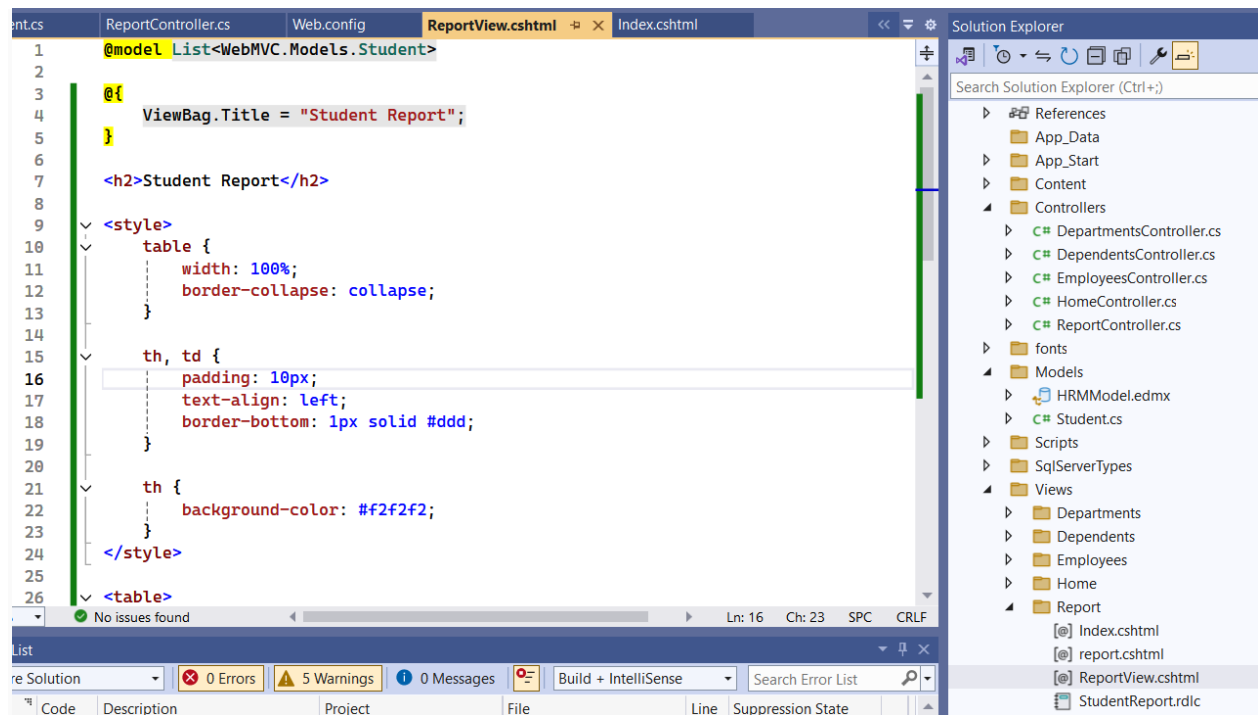 nt.cs ReportController.cs Web.config ReportView.cshtml Index.cshtml
1 @model List<WebMVC.Models.Student>
2
3 @{
4 ViewBag.Title = "Student Report";
5 }
6
7 <h2>Student Report</h2>
8
9 <style>
10 table {
11 width: 100%;
12 border-collapse: collapse;
13 }
14
15 th, td {
16 padding: 10px;
17 text-align: left;
18 border-bottom: 1px solid #ddd;
19 }
20
21 th {
22 background-color: #f2f2f2;
23 }
24 </style>
25
26 <table>
No issues found Ln: 16 Ch: 23 SPC CRLF
List
re Solution 0 Errors 5 Warnings 0 Messages Build + IntelliSense Search Error List
Code Description Project File Line Suppression State
Solution Explorer
Search Solution Explorer (Ctrl+;)
References
App_Data
App_Start
Content
Controllers
C# DepartmentsController.cs
C# DependentsController.cs
C# EmployeesController.cs
C# HomeController.cs
C# ReportController.cs
fonts
Models
HRMModel.edmx
C# Student.cs
Scripts
SqlServerTypes
Views
Departments
Dependents
Employees
Home
Report
[@] Index.cshtml
[@] report.cshtml
[@] ReportView.cshtml
StudentReport.rdlc